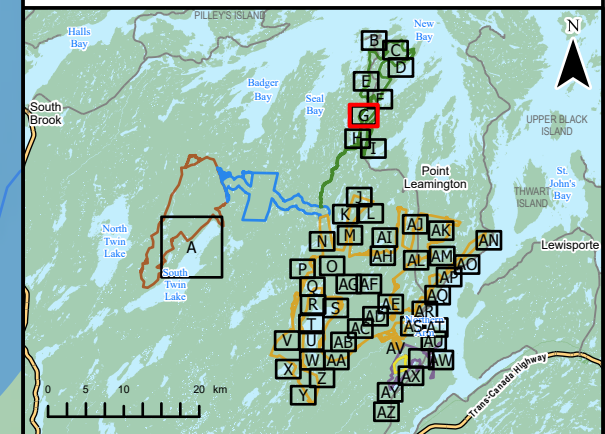 PILLEY'S ISLAND
Halls
Bay
New
Bay
N
B
C
D
E
F
G
H
I
Badger
Bay
Seal
Bay
South
Brook
UPPER BLACK
ISLAND
Point
Leamington
St.
John's
Bay
THWART
ISLAND
J
K
L
M
N
AI
AH
AJ
AK
AL
AM
AN
AO
AP
AQ
Lewisporte
North
Twin
Lake
A
South
Twin
Lake
O
P
Q
R
S
T
U
V
W
X
Y
Z
AG
AF
AE
AD
AC
AB
AA
AR
AS
AT
AU
AV
AW
AX
AY
AZ
Trans-Canada Highway
0 5 10 20 km